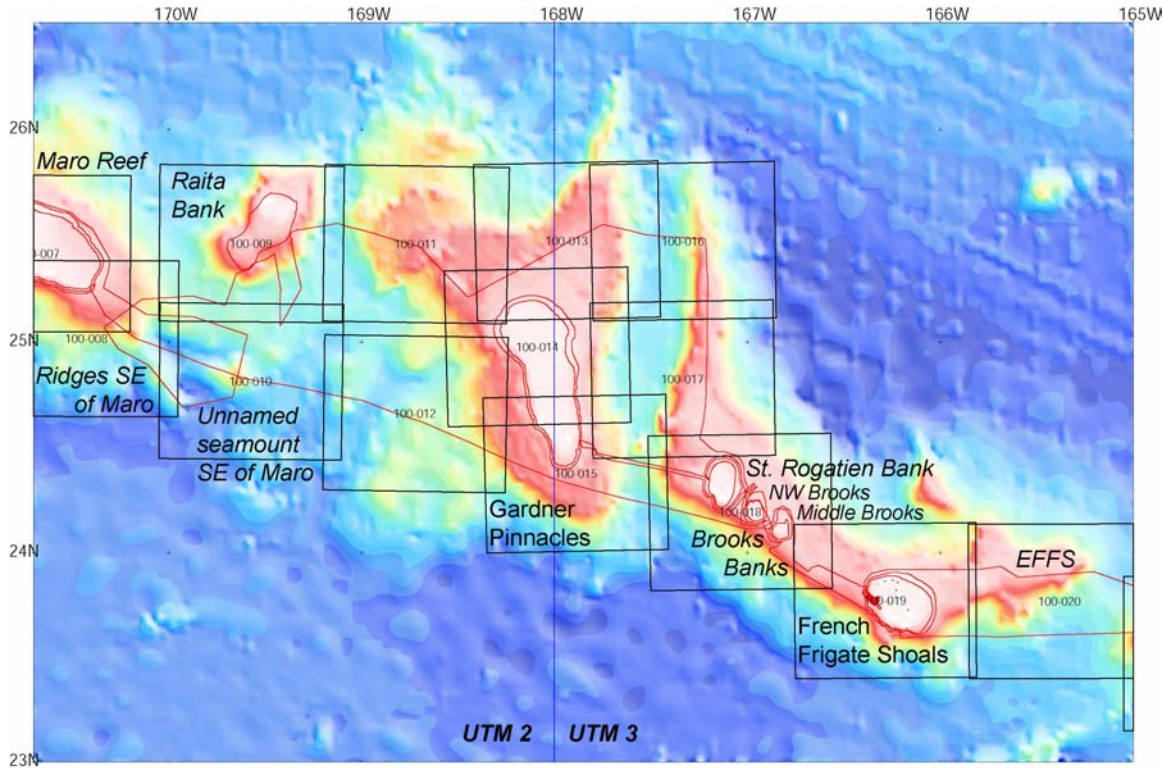 170W 169W 168W 167W 166W 165W
26N
Maro Reef
Raita
Bank
100-009
100-011
100-013
100-016
-007
25N
100-008
100-014
Ridges SE
of Maro
100-010
100-017
100-012
Unnamed
seamount
SE of Maro
100-015
St. Rogatien Bank
NW Brooks
Middle Brooks
100-018
Gardner
Pinnacles
Brooks
Banks
24N
EFFS
100-019
100-020
French
Frigate Shoals
UTM 2 UTM 3
23N